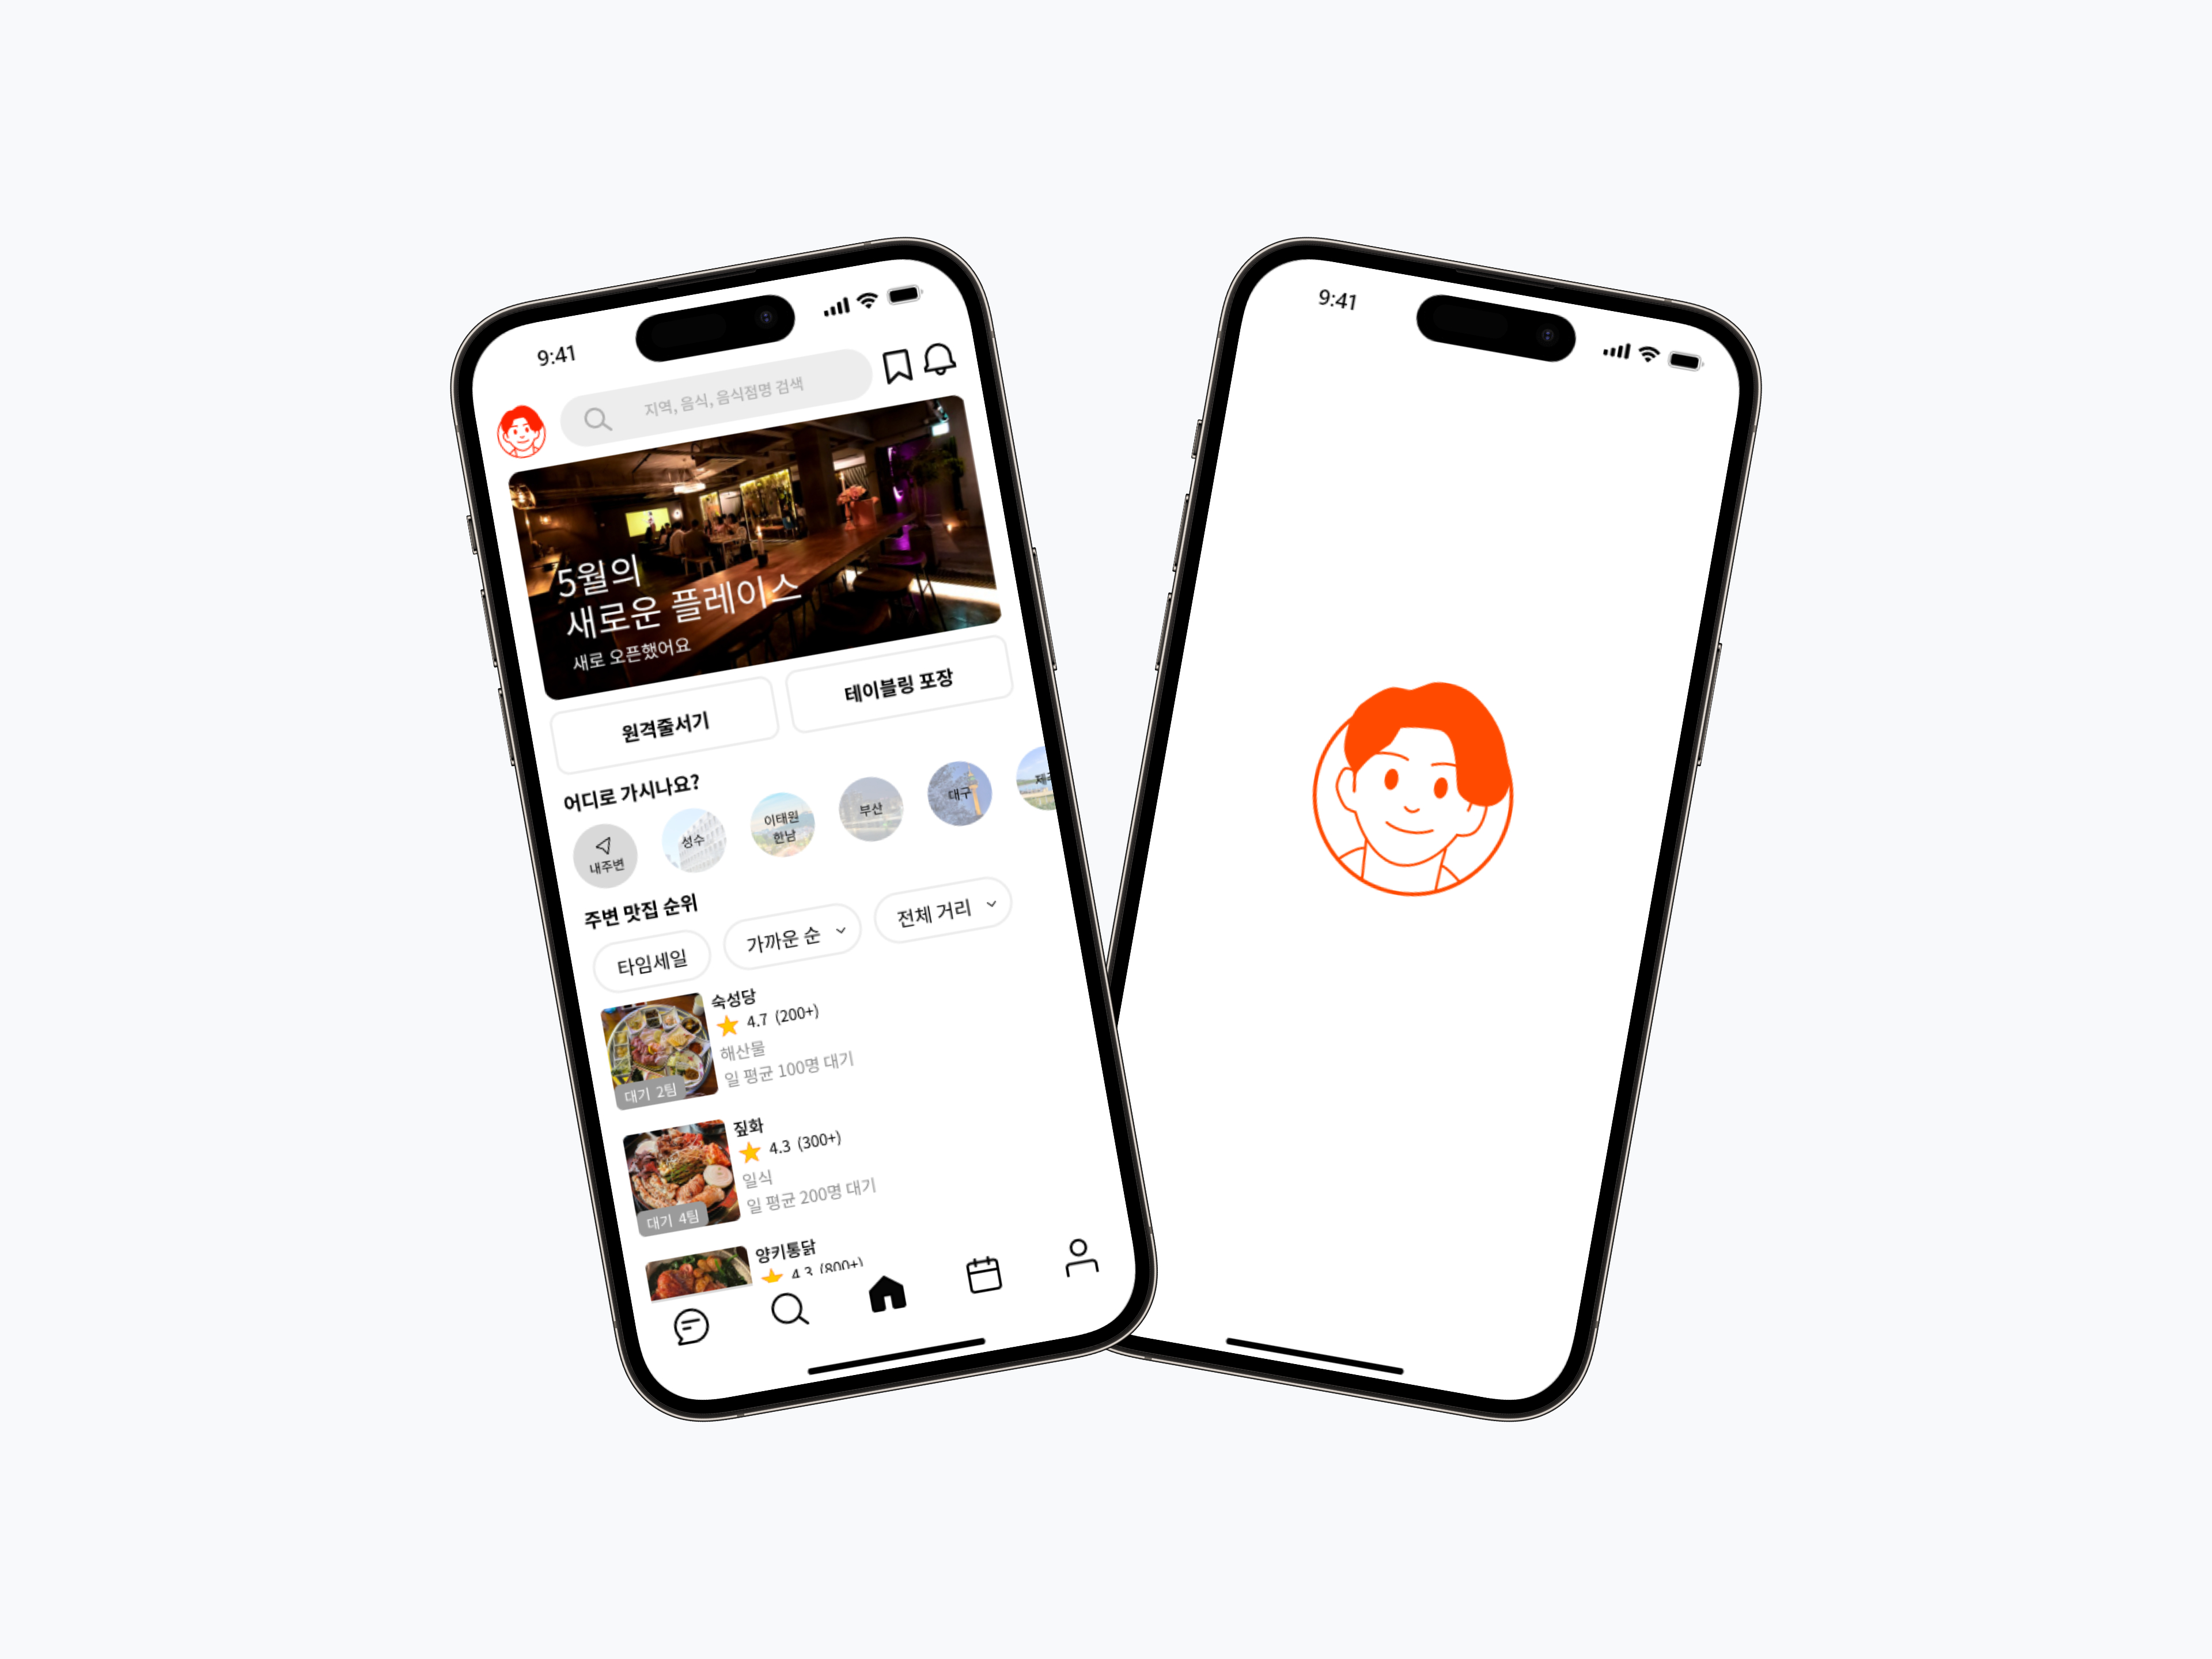 9:41
지역, 음식, 음식점명 검색
5월의
새로운 플레이스
새로 오픈했어요
원격줄서기
테이블링 포장
어디로 가시나요?
내주변
성수
이태원
한남
부산
대구
주변 맛집 순위
타임세일
가까운 순
전체 거리
숙성당
4.7 (200+)
해산물
일 평균 100명 대기
대기 2팀
짚화
4.3 (300+)
일식
일 평균 200명 대기
대기 4팀
양키통닭
4.3 (800+)
9:41